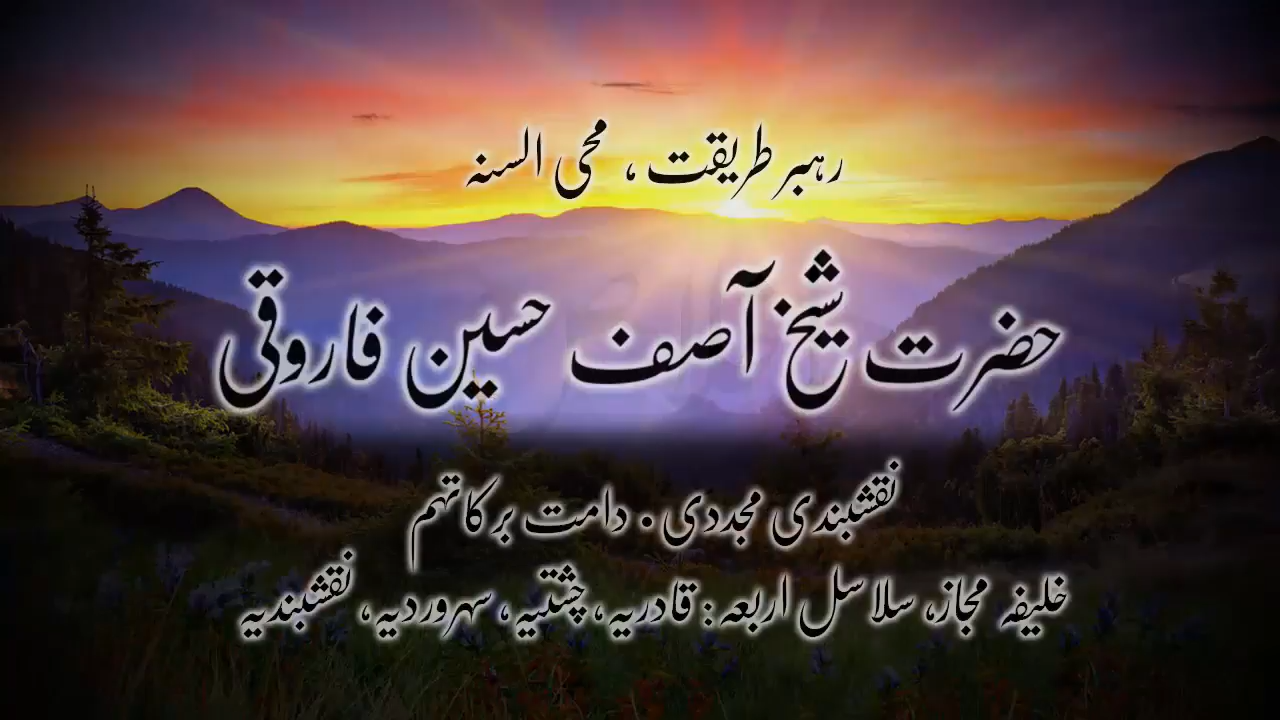 رہبر طریقت ، محی السنہ
حضرت شیخ آصف حسین فاروقی
نقشبندی مجددی . دامت برکاتہم
خلیفہ مجاز، سلاسل اربعہ : قادریہ، چشتیہ، سہروردیہ، نقشبندیہ